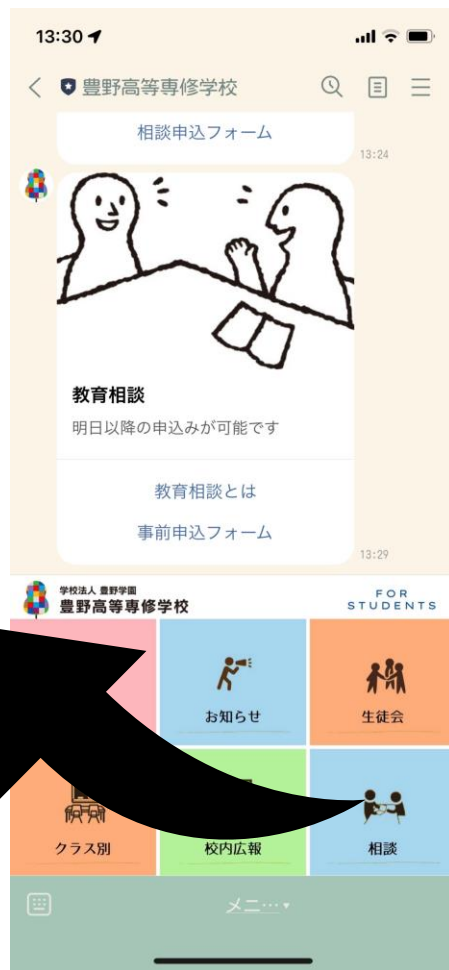 13:30
豊野高等専修学校
相談申込フォーム
13:24
教育相談
明日以降の申込みが可能です
教育相談とは
事前申込フォーム
13:29
学校法人 豊野学園
豊野高等専修学校
FOR
STUDENTS
お知らせ
生徒会
クラス別
校内広報
相談
メニ…▾